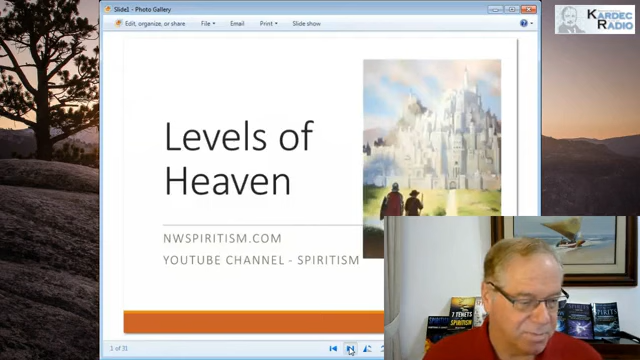 Slide1 - Photo Gallery
Edit, organize, or share
File
Email
Print
Slide show
KARDEC
RADIO
Levels of
Heaven
NWSPIRITISM.COM
YOUTUBE CHANNEL - SPIRITISM
1 of 31
7 TENETS
SPIRITISM
SPIRITS